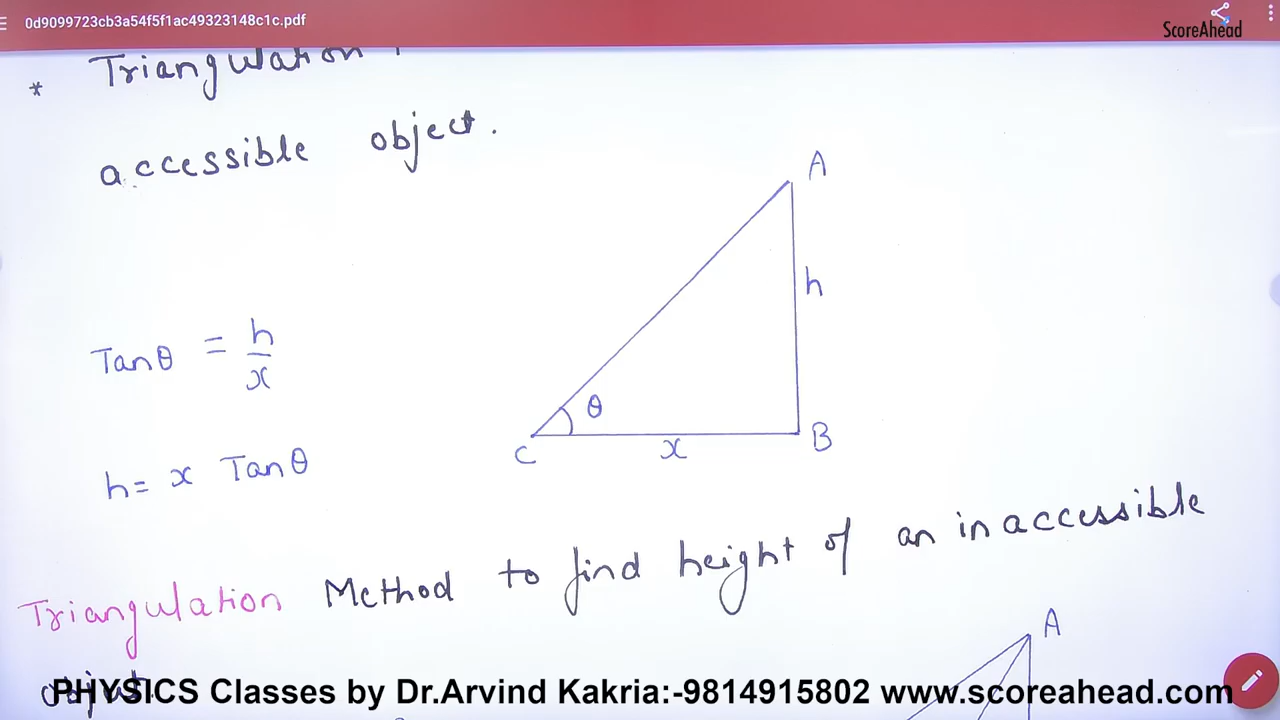 0d9099723cb3a54f5f1ac49323148c1c.pdf
ScoreAhead
* Triangulation
accessible object.
A
h
Tanθ = h/x
θ
C
x
B
h= x Tanθ
Triangulation Method to find height of an inaccessible
A
PHYSICS Classes by Dr.Arvind Kakria:-9814915802 www.scoreahead.com